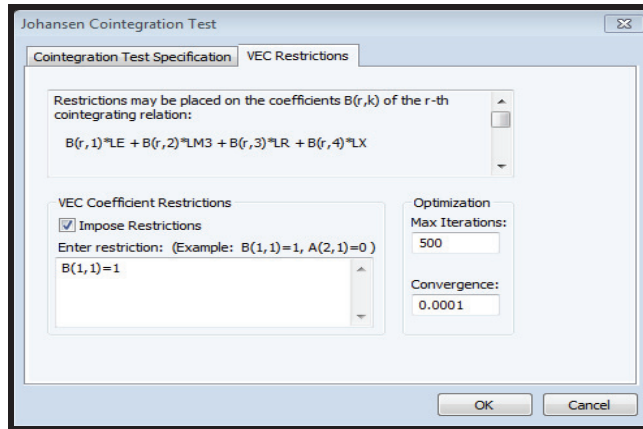 Johansen Cointegration Test
Cointegration Test Specification
VEC Restrictions
Restrictions may be placed on the coefficients B(r,k) of the r-th
cointegrating relation:
B(r,1)*LE + B(r,2)*LM3 + B(r,3)*LR + B(r,4)*LX
VEC Coefficient Restrictions
Impose Restrictions
Enter restriction: (Example: B(1,1)=1, A(2,1)=0 )
B(1,1)=1
Optimization
Max Iterations:
500
Convergence:
0.0001
OK
Cancel